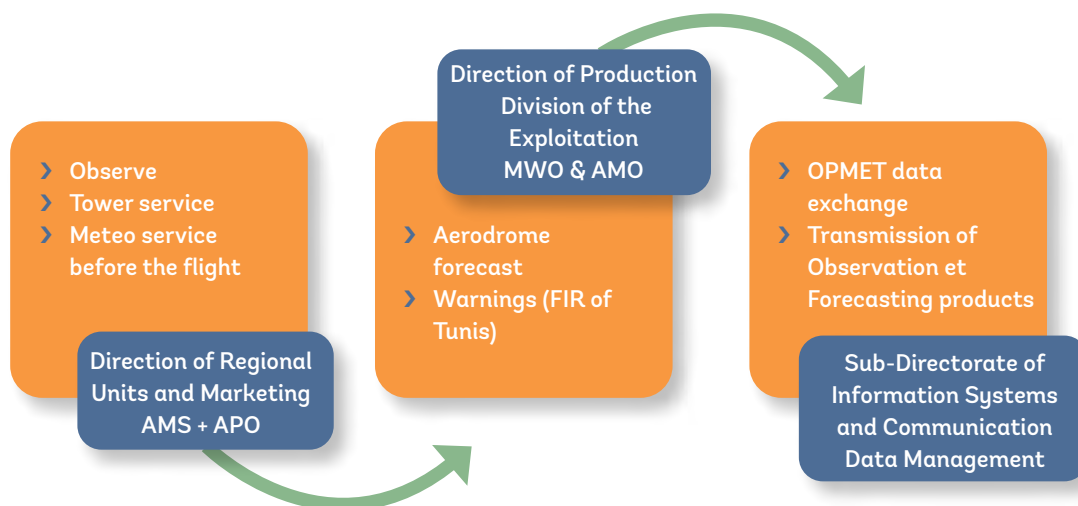 › Observe
› Tower service
› Meteo service
before the flight
Direction of Regional
Units and Marketing
AMS + APO
Direction of Production
Division of the
Exploitation
MWO & AMO
› Aerodrome
forecast
› Warnings (FIR of
Tunis)
› OPMET data
exchange
› Transmission of
Observation et
Forecasting products
Sub-Directorate of
Information Systems
and Communication
Data Management